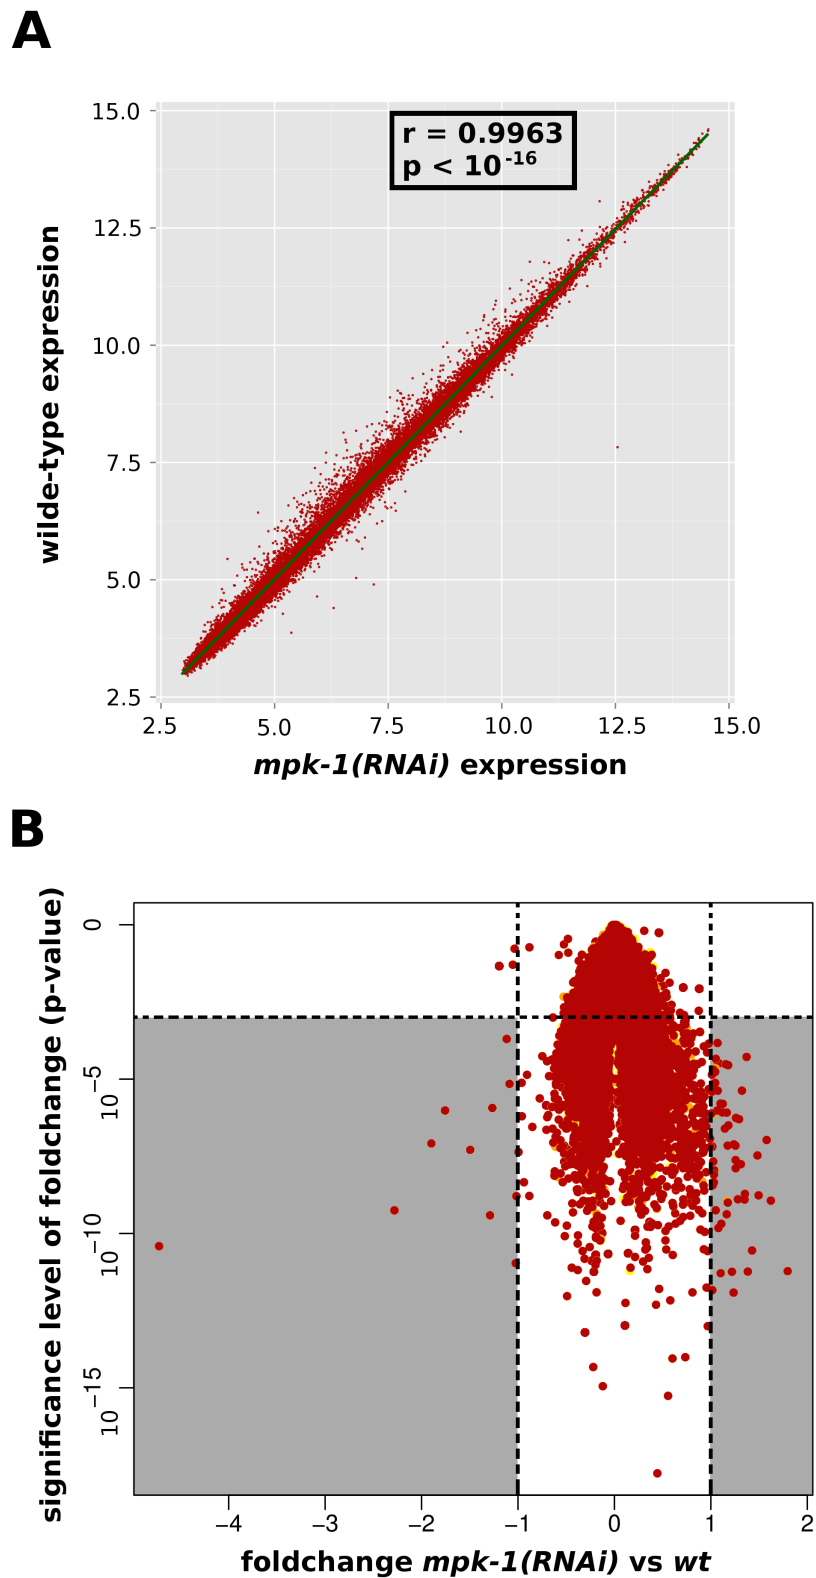 A
15.0
r = 0.9963
p < 10^-16
12.5
10.0
7.5
5.0
2.5
wilde-type expression
2.5 5.0 7.5 10.0 12.5 15.0
mpk-1(RNAi) expression
B
0
10^-5
10^-10
10^-15
significance level of foldchange (p-value)
−4 −3 −2 −1 0 1 2
foldchange mpk-1(RNAi) vs wt